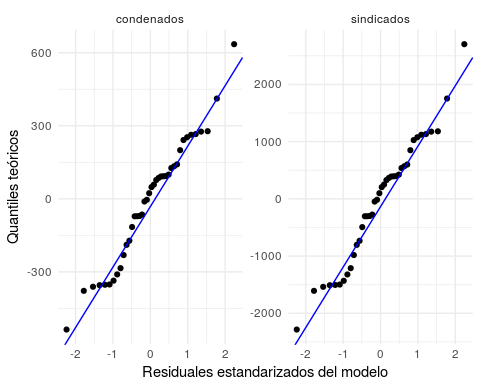 condenados
sindicados
600
300
0
-300
2000
1000
0
-1000
-2000
Quantiles teóricos
-2 -1 0 1 2
-2 -1 0 1 2
Residuales estandarizados del modelo